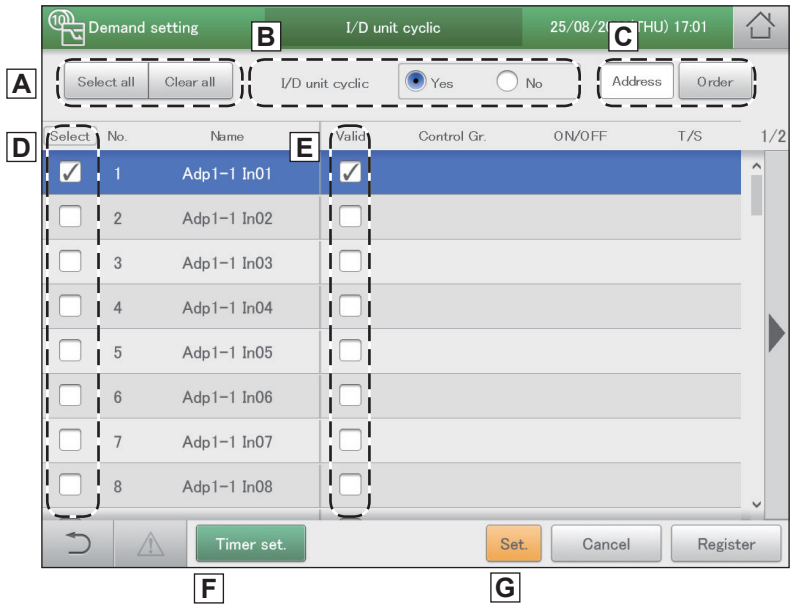 10 Demand setting I/D unit cyclic 25/08/2 (THU) 17:01
B C
A Select all Clear all I/D unit cyclic Yes No Address Order
D Select No. Name E Valid Control Gr. ON/OFF T/S 1/2
1 Adp1-1 In01
2 Adp1-1 In02
3 Adp1-1 In03
4 Adp1-1 In04
5 Adp1-1 In05
6 Adp1-1 In06
7 Adp1-1 In07
8 Adp1-1 In08
Timer set. Set. Cancel Register
F G